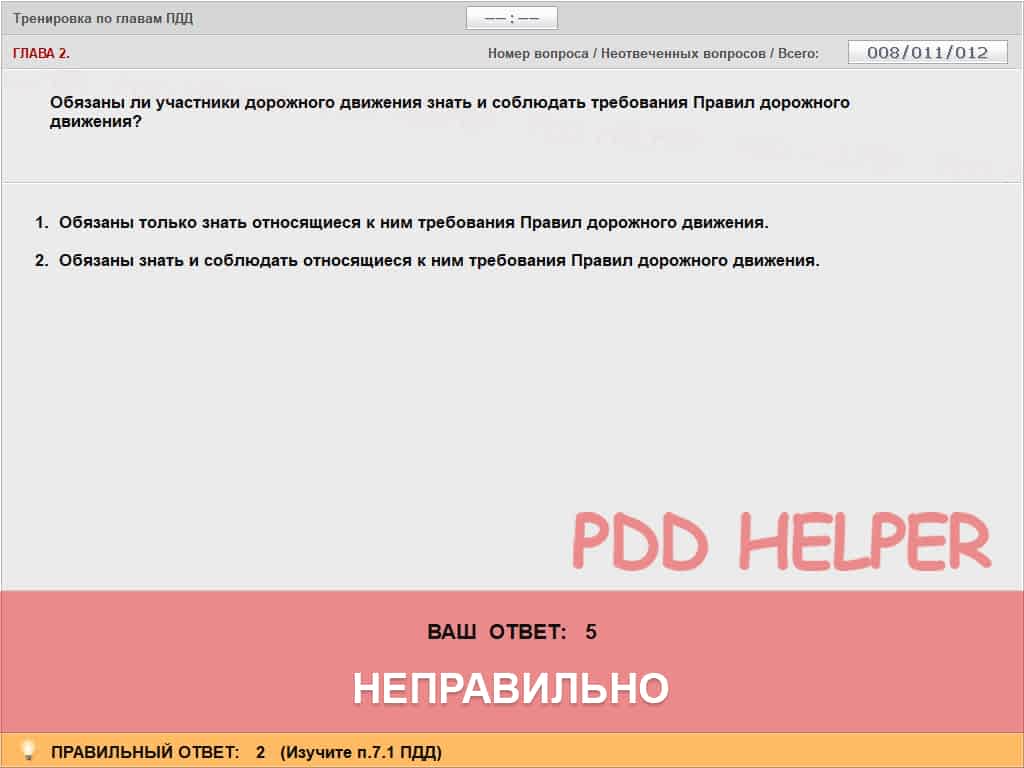 Тренировка по главам ПДД
–– : ––
ГЛАВА 2.
Номер вопроса / Неотвеченных вопросов / Всего:
008/011/012
Обязаны ли участники дорожного движения знать и соблюдать требования Правил дорожного
движения?
1. Обязаны только знать относящиеся к ним требования Правил дорожного движения.
2. Обязаны знать и соблюдать относящиеся к ним требования Правил дорожного движения.
PDD HELPER
ВАШ ОТВЕТ: 5
НЕПРАВИЛЬНО
ПРАВИЛЬНЫЙ ОТВЕТ: 2 (Изучите п.7.1 ПДД)